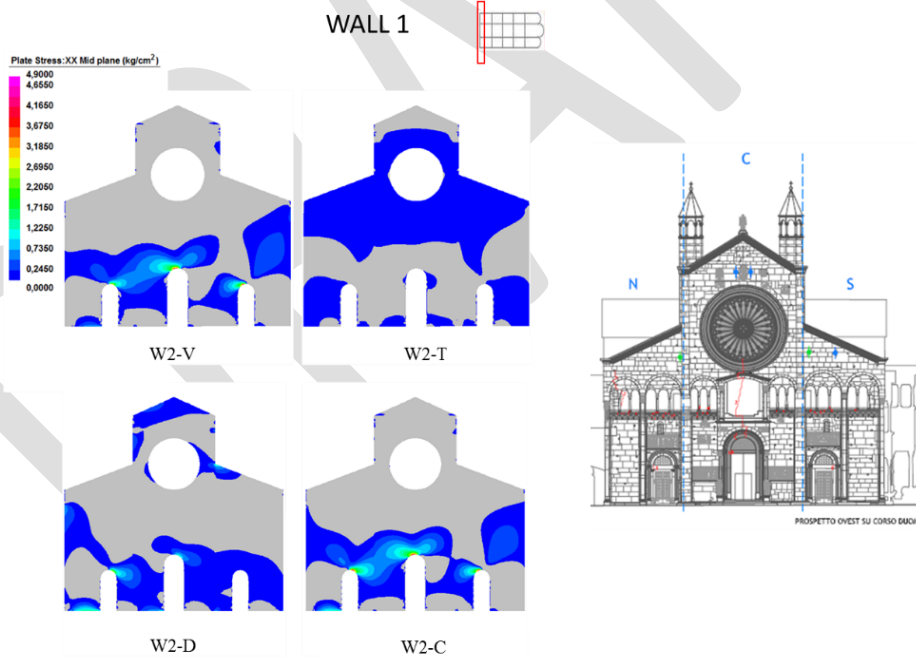 WALL 1
Plate Stress:XX Mid plane (kg/cm²)
4,9000
4,6550
4,1650
3,6750
3,1850
2,6950
2,2050
1,7150
1,2250
0,7350
0,2450
0,0000
W2-V
W2-T
W2-D
W2-C
C
N
S
PROSPETTO OVEST SU CORSO DUO